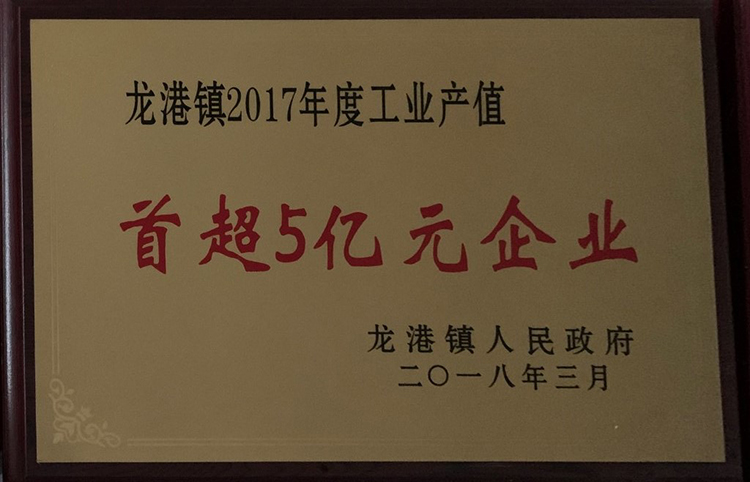 龙港镇2017年度工业产值
首超5亿元企业
龙港镇人民政府
二〇一八年三月